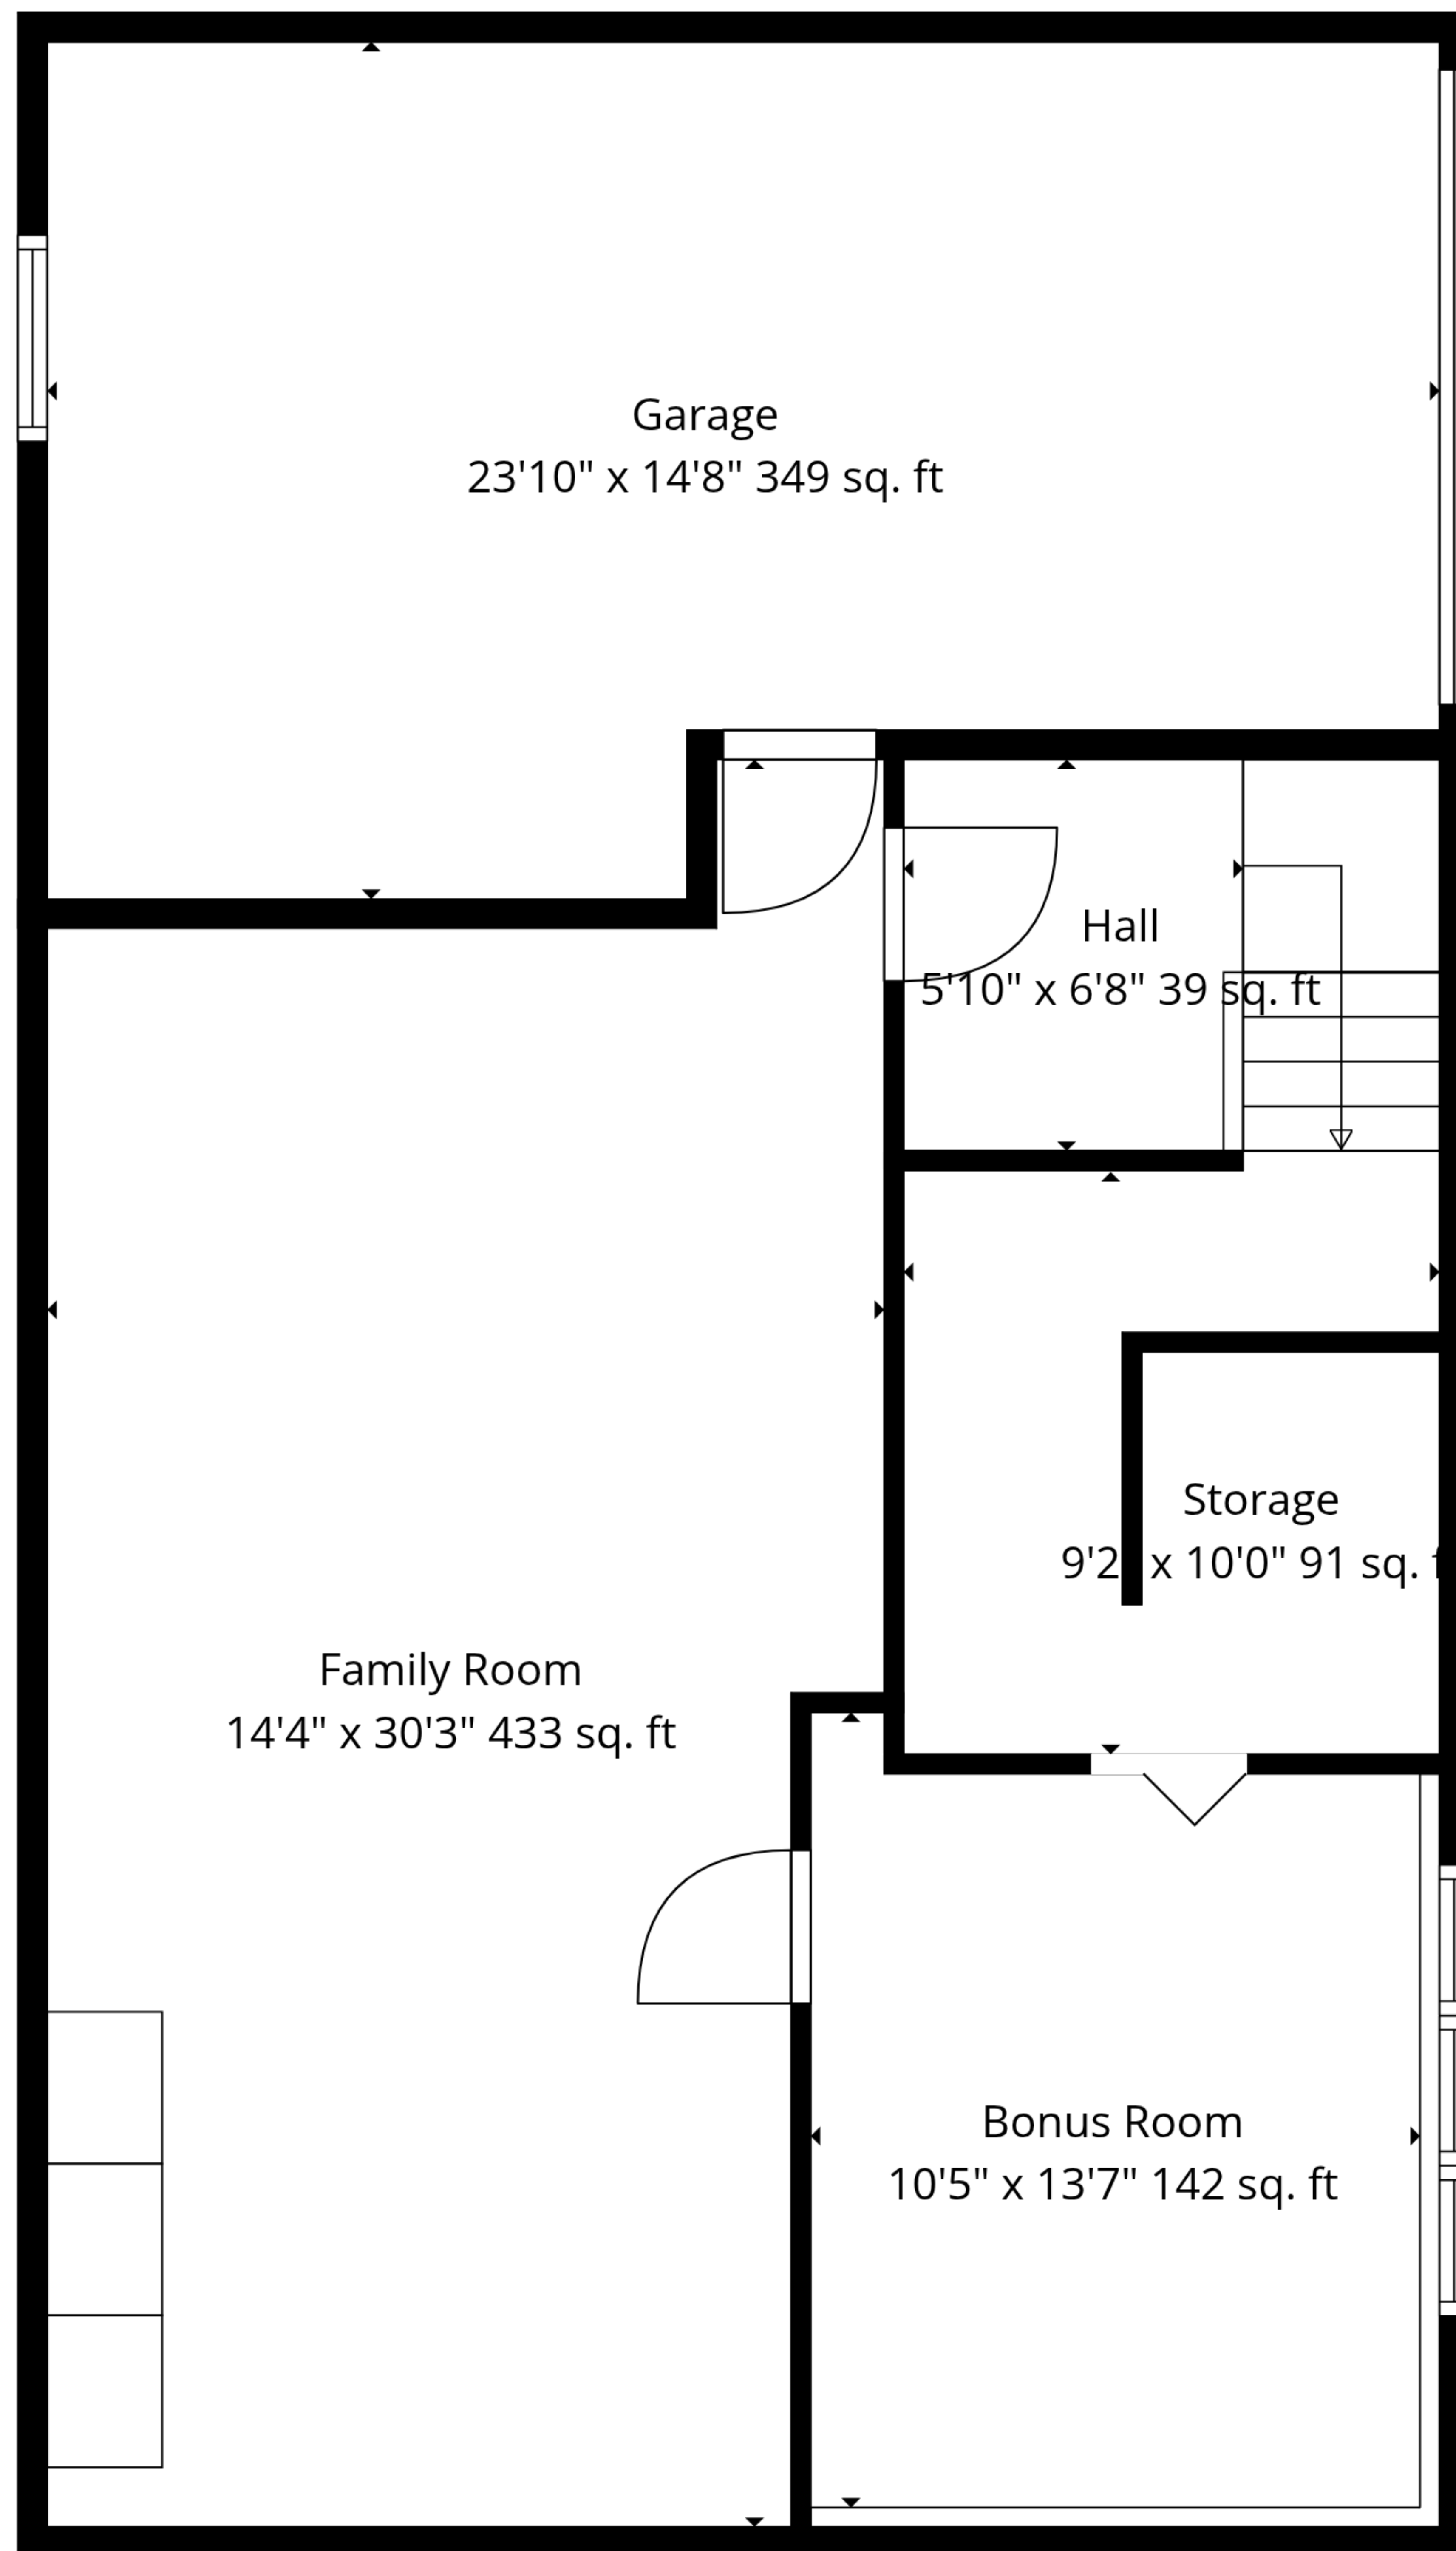 Garage
23'10" x 14'8" 349 sq. ft
Hall
5'10" x 6'8" 39 sq. ft
Storage
9'2 x 10'0" 91 sq.
Family Room
14'4" x 30'3" 433 sq. ft
Bonus Room
10'5" x 13'7" 142 sq. ft